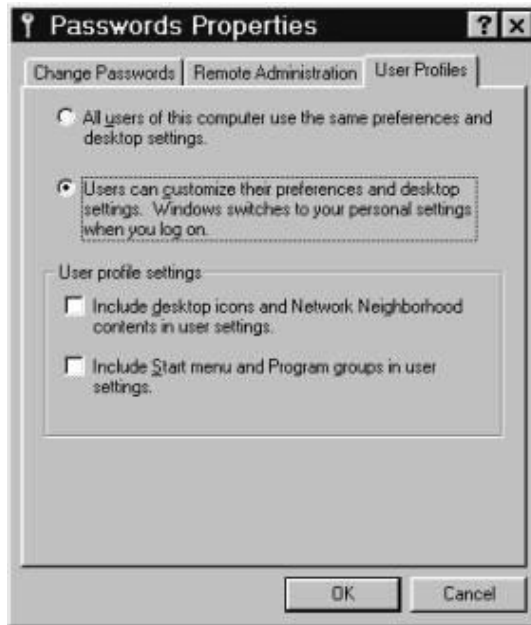 Passwords Properties
? ×
Change Passwords | Remote Administration | User Profiles
All users of this computer use the same preferences and
desktop settings.
Users can customize their preferences and desktop
settings. Windows switches to your personal settings
when you log on.
User profile settings
Include desktop icons and Network Neighborhood
contents in user settings.
Include Start menu and Program groups in user
settings.
OK Cancel